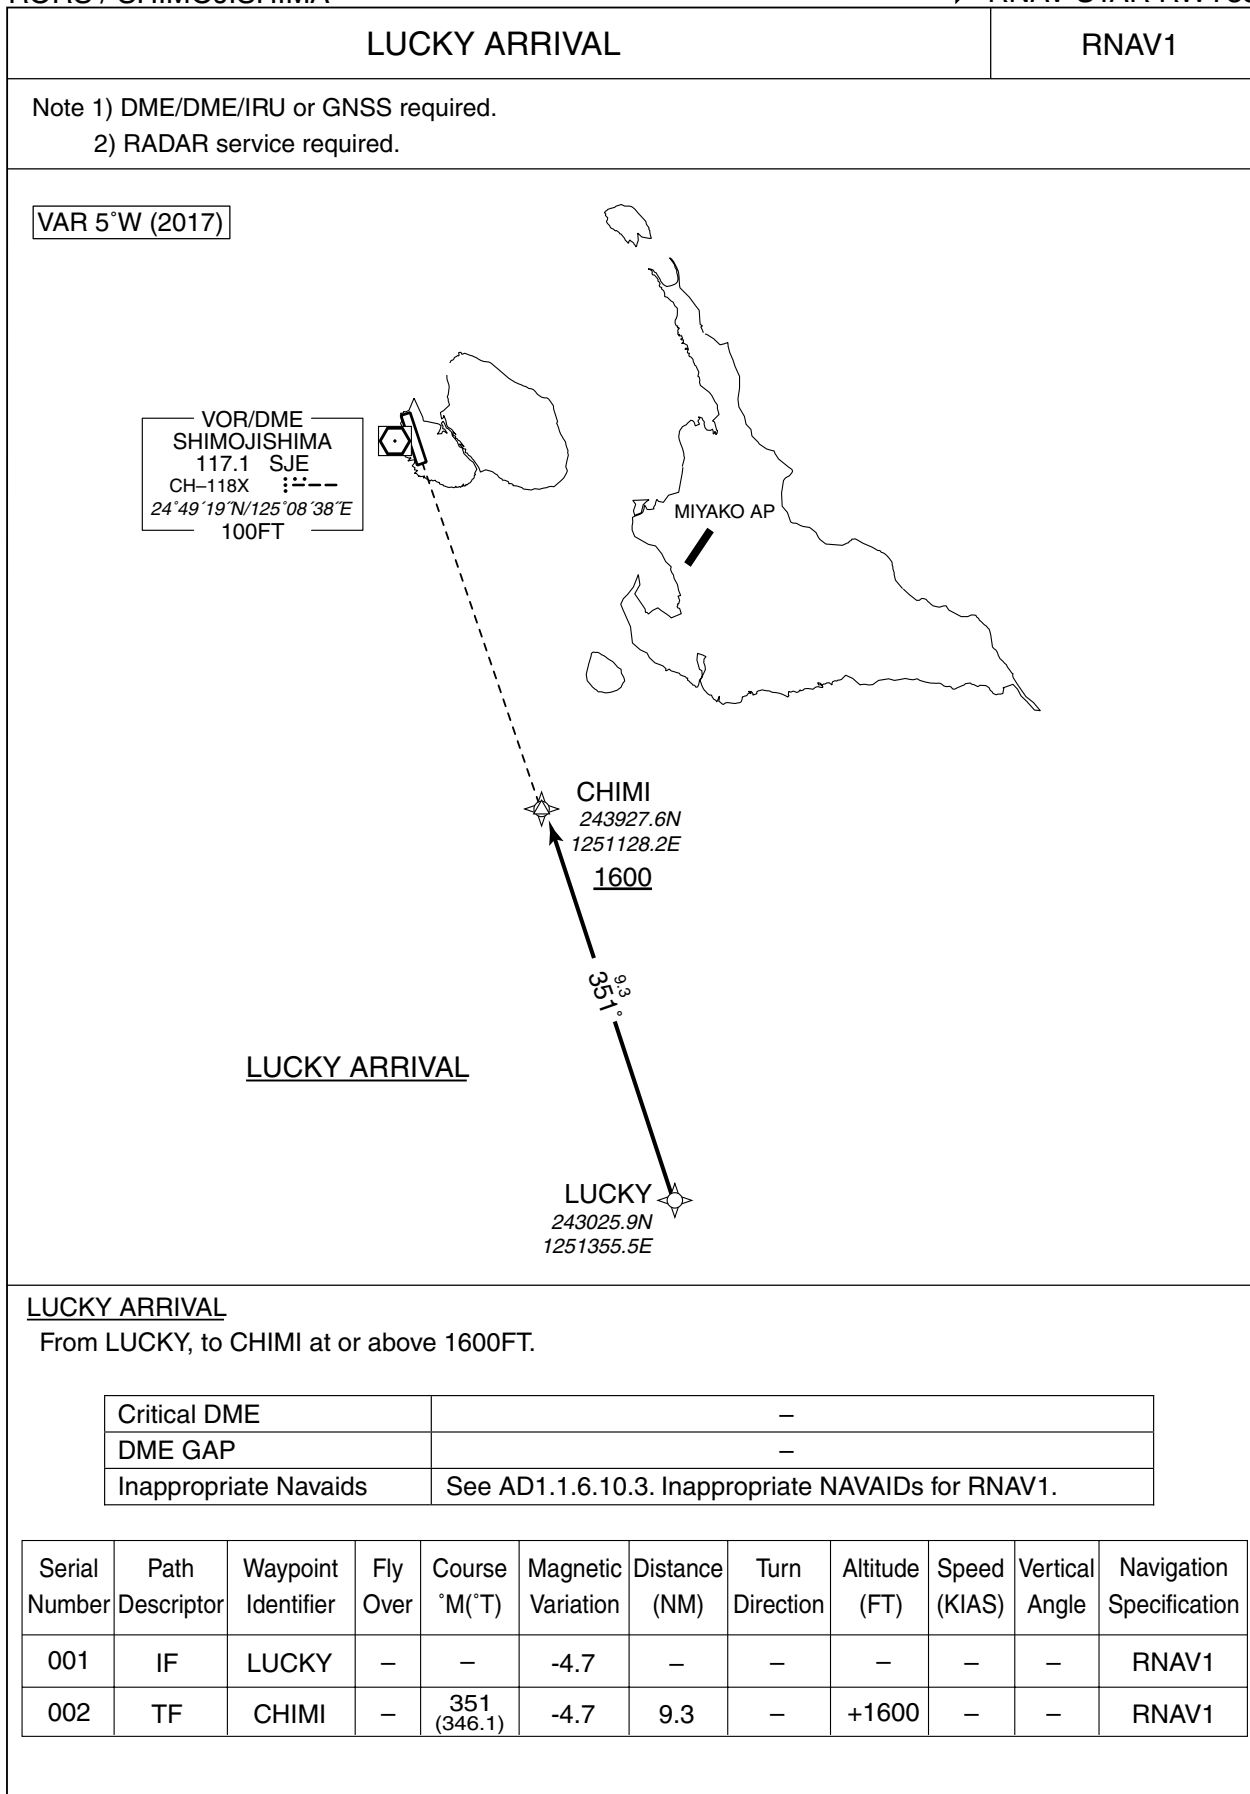 LUCKY ARRIVAL
RNAV1
Note 1) DME/DME/IRU or GNSS required.
2) RADAR service required.
VAR 5°W (2017)
VOR/DME
SHIMOJISHIMA
117.1 SJE
CH–118X
24°49´19˝N/125°08´38˝E
100FT
MIYAKO AP
CHIMI
243927.6N
1251128.2E
1600
9.3
351°
LUCKY ARRIVAL
LUCKY
243025.9N
1251355.5E
LUCKY ARRIVAL
From LUCKY, to CHIMI at or above 1600FT.
Critical DME –
DME GAP –
Inappropriate Navaids See AD1.1.6.10.3. Inappropriate NAVAIDs for RNAV1.
Serial Path Waypoint Fly Course Magnetic Distance Turn Altitude Speed Vertical Navigation
Number Descriptor Identifier Over °M(°T) Variation (NM) Direction (FT) (KIAS) Angle Specification
001 IF LUCKY – – -4.7 – – – – – RNAV1
002 TF CHIMI – 351 (346.1) -4.7 9.3 – +1600 – – RNAV1